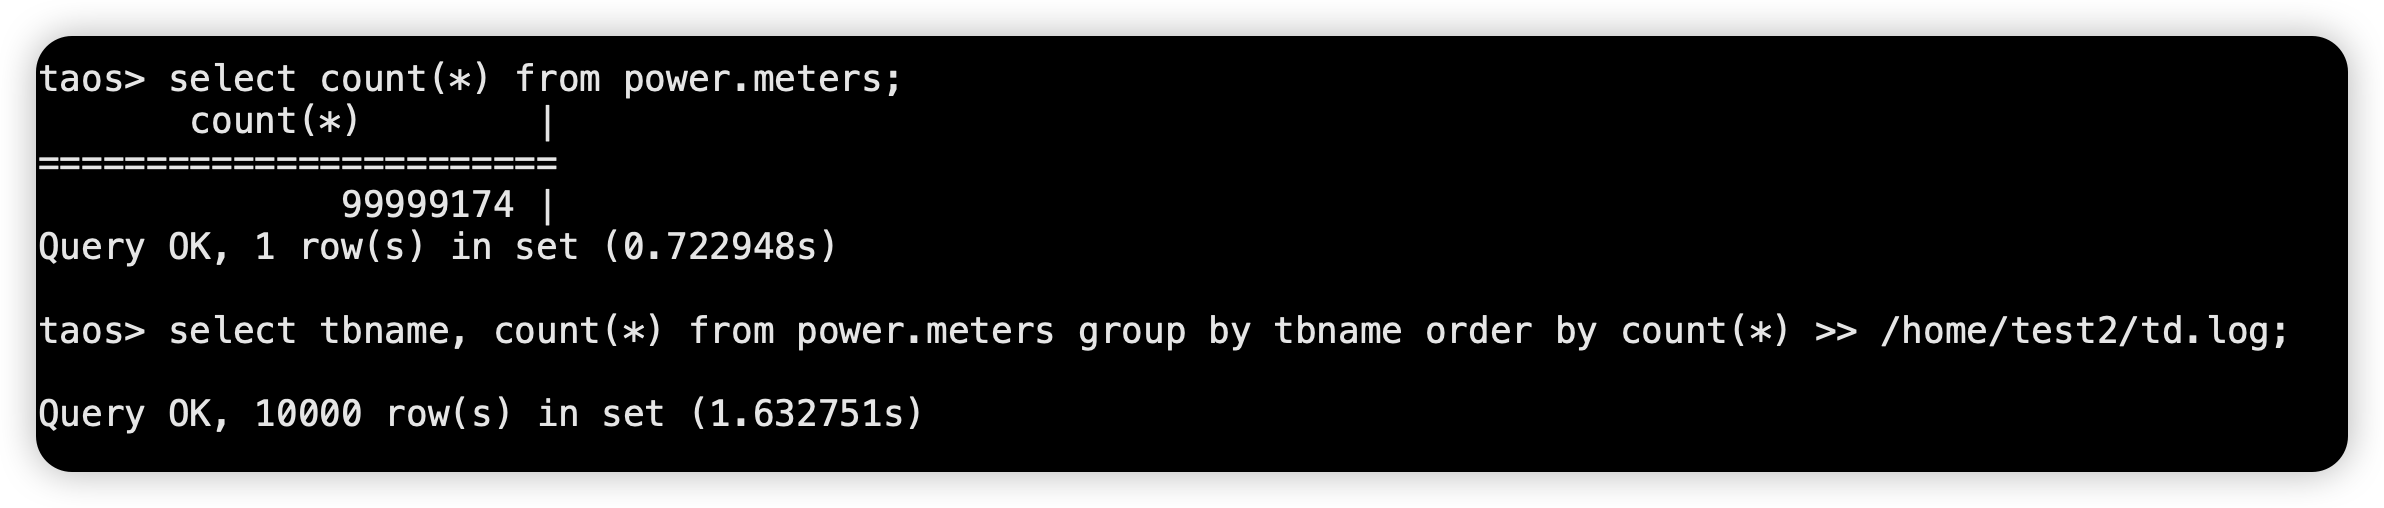 taos> select count(*) from power.meters;
       count(*)        |
========================
              99999174 |
Query OK, 1 row(s) in set (0.722948s)

taos> select tbname, count(*) from power.meters group by tbname order by count(*) >> /home/test2/td.log;

Query OK, 10000 row(s) in set (1.632751s)